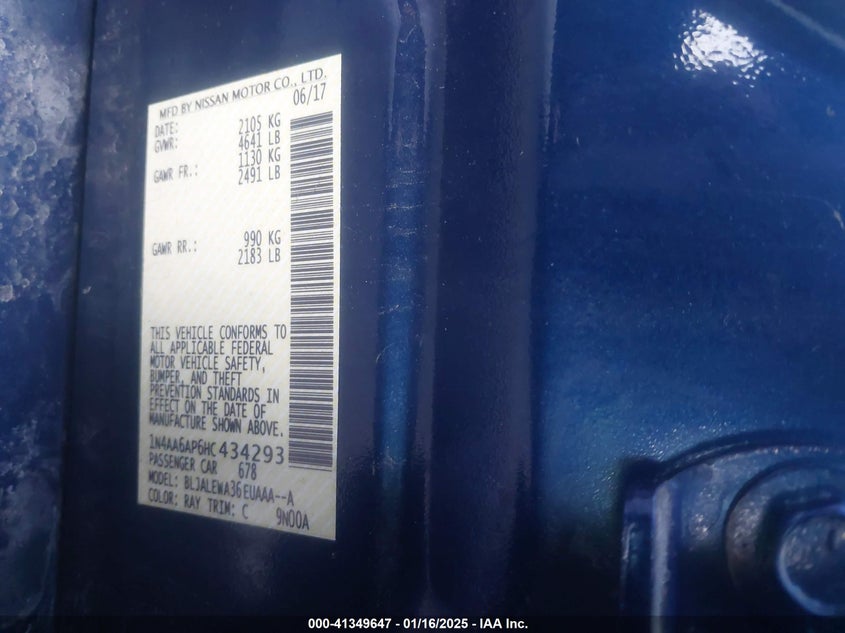 MFD BY NISSAN MOTOR CO., LTD.
06/17
DATE:
GVWR: 2105 KG
4641 LB
GAWR FR.: 1130 KG
2491 LB
GAWR RR.: 990 KG
2183 LB
THIS VEHICLE CONFORMS TO
ALL APPLICABLE FEDERAL
MOTOR VEHICLE SAFETY,
BUMPER, AND THEFT
PREVENTION STANDARDS IN
EFFECT ON THE DATE OF
MANUFACTURE SHOWN ABOVE.
1N4AA6AP6HC434293
PASSENGER CAR 678
MODEL: BLJALEWA36EUAAA--A
COLOR: RAY TRIM: C 9N00A
000-41349647 - 01/16/2025 - IAA Inc.